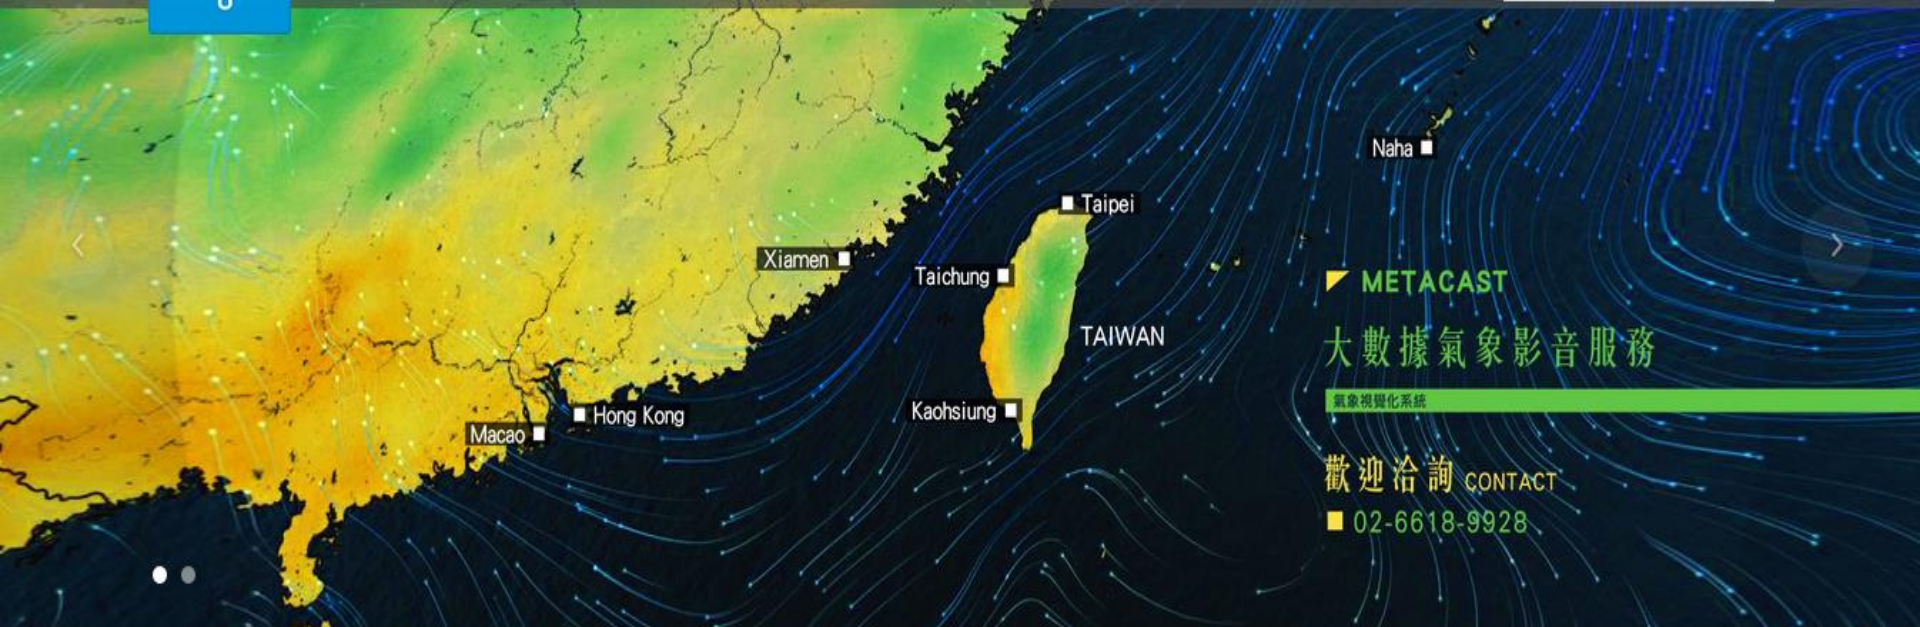 Naha
Taipei
Xiamen
Taichung
METACAST
TAIWAN
大數據氣象影音服務
氣象視覺化系統
Kaohsiung
Hong Kong
Macao
歡迎洽詢 CONTACT
02-6618-9928